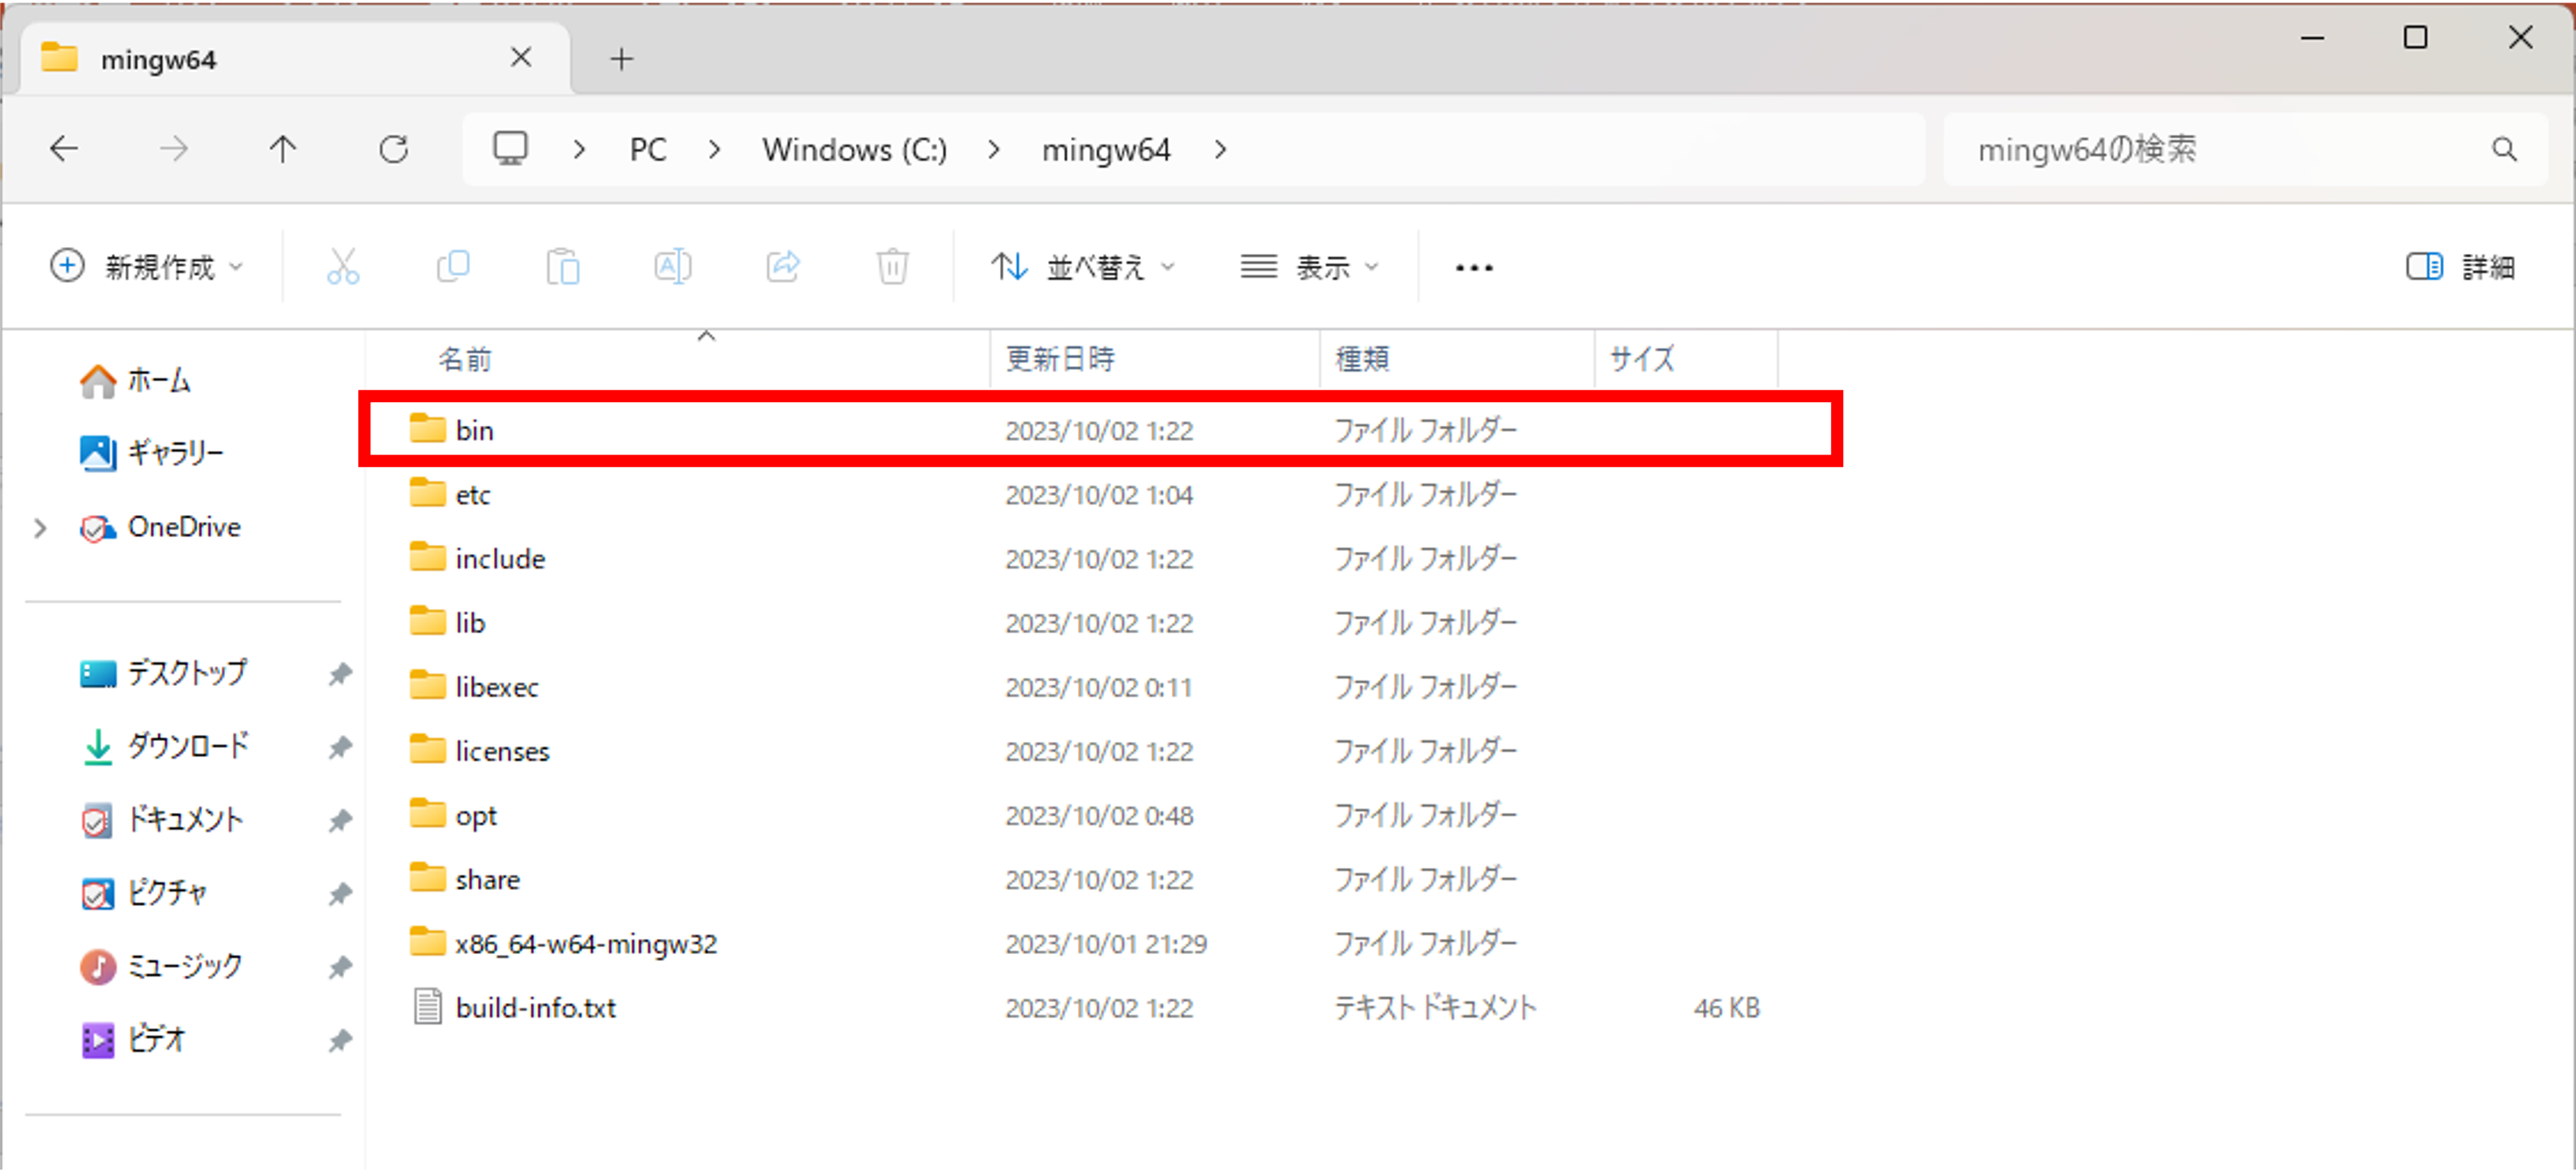 mingw64
PC > Windows (C:) > mingw64 >
mingw64の検索
新規作成
並べ替え
表示
詳細
名前 更新日時 種類 サイズ
ホーム
ギャラリー
OneDrive
デスクトップ
ダウンロード
ドキュメント
ピクチャ
ミュージック
ビデオ
bin 2023/10/02 1:22 ファイル フォルダー
etc 2023/10/02 1:04 ファイル フォルダー
include 2023/10/02 1:22 ファイル フォルダー
lib 2023/10/02 1:22 ファイル フォルダー
libexec 2023/10/02 0:11 ファイル フォルダー
licenses 2023/10/02 1:22 ファイル フォルダー
opt 2023/10/02 0:48 ファイル フォルダー
share 2023/10/02 1:22 ファイル フォルダー
x86_64-w64-mingw32 2023/10/01 21:29 ファイル フォルダー
build-info.txt 2023/10/02 1:22 テキスト ドキュメント 46 KB